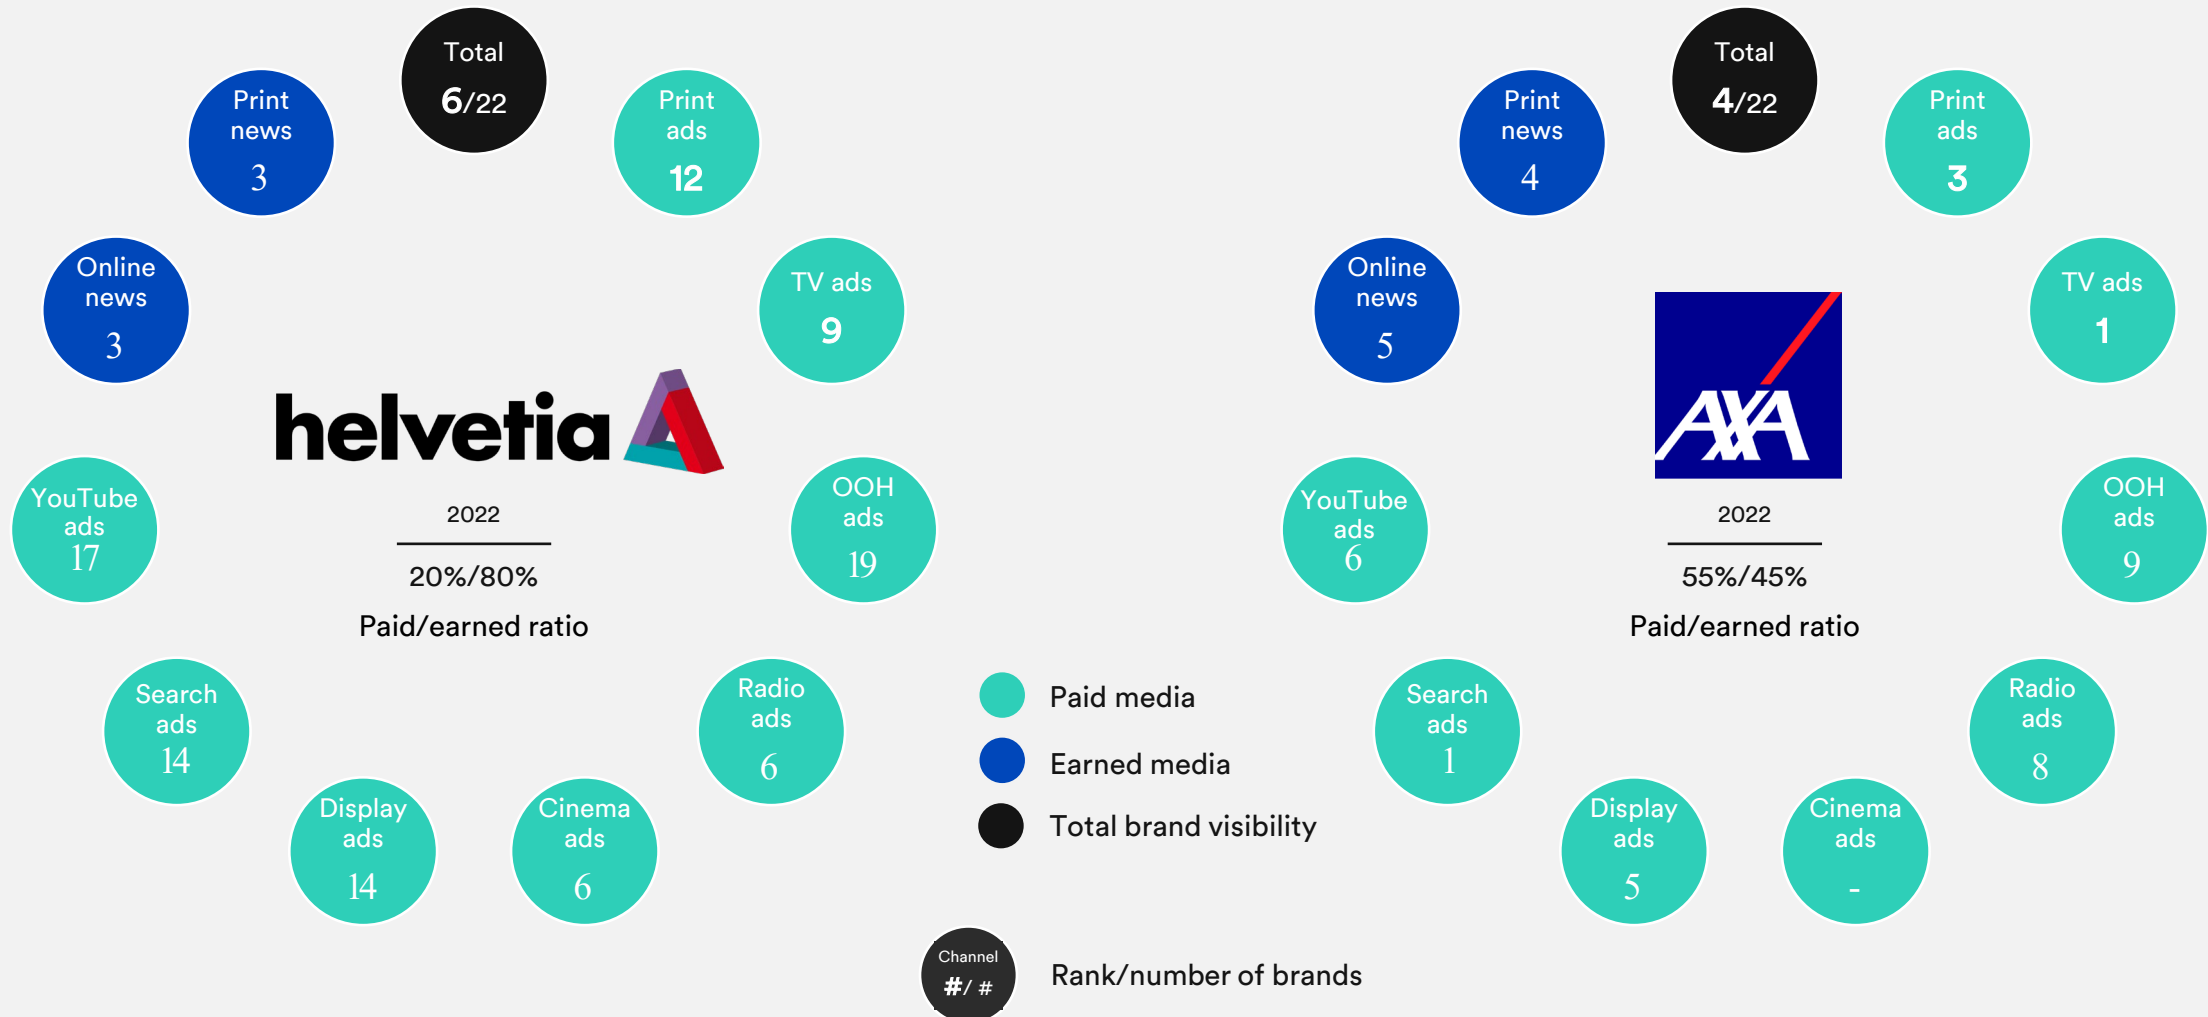 Total
6/22
Print
ads
12
TV ads
9
OOH
ads
19
Radio
ads
6
Cinema
ads
6
Display
ads
14
Search
ads
14
YouTube
ads
17
Online
news
3
Print
news
3
helvetia
2022
20%/80%
Paid/earned ratio
Total
4/22
Print
ads
3
TV ads
1
OOH
ads
9
Radio
ads
8
Cinema
ads
-
Display
ads
5
Search
ads
1
YouTube
ads
6
Online
news
5
Print
news
4
AXA
2022
55%/45%
Paid/earned ratio
Paid media
Earned media
Total brand visibility
Channel
#/ #
Rank/number of brands